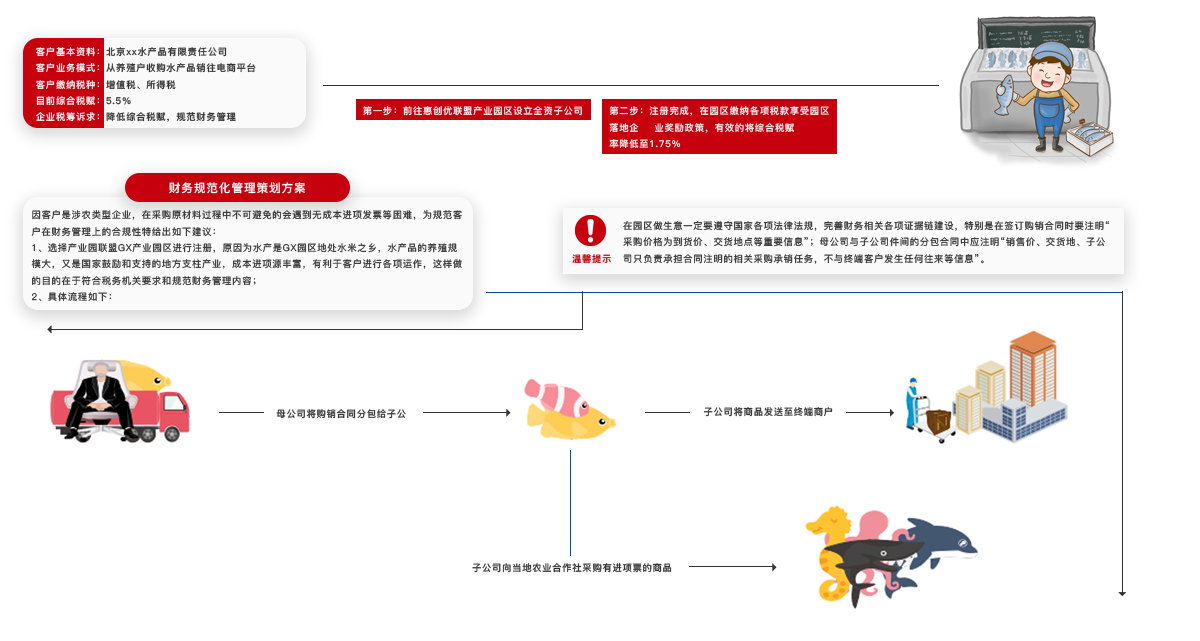 客户基本资料：北京xx水产品有限责任公司
客户业务模式：从养殖户收购水产品销往电商平台
客户缴纳税种：增值税、所得税
目前综合税赋：5.5%
企业税筹诉求：降低综合税赋，规范财务管理
第一步：前往惠创优联盟产业园区设立全资子公司
第二步：注册完成，在园区缴纳各项税款享受园区
落地企 业奖励政策，有效的将综合税赋
率降低至1.75%
财务规范化管理策划方案
因客户是涉农类型企业，在采购原材料过程中不可避免的会遇到无成本进项发票等困难，为规范客
户在财务管理上的合规性特给出如下建议：
1、选择产业园联盟GX产业园区进行注册，原因为水产是GX园区地处水米之乡，水产品的养殖规
模大，又是国家鼓励和支持的地方支柱产业，成本进项源丰富，有利于客户进行各项运作，这样做
的目的在于符合税务机关要求和规范财务管理内容；
2、具体流程如下：
温馨提示
在园区做生意一定要遵守国家各项法律法规，完善财务相关各项证据链建设，特别是在签订购销合同时要注明“
采购价格为到货价、交货地点等重要信息”；母公司与子公司件间的分包合同中应注明“销售价、交货地、子公
司只负责承担合同注明的相关采购承销任务，不与终端客户发生任何往来等信息”。
母公司将购销合同分包给子公
子公司将商品发送至终端商户
子公司向当地农业合作社采购有进项票的商品